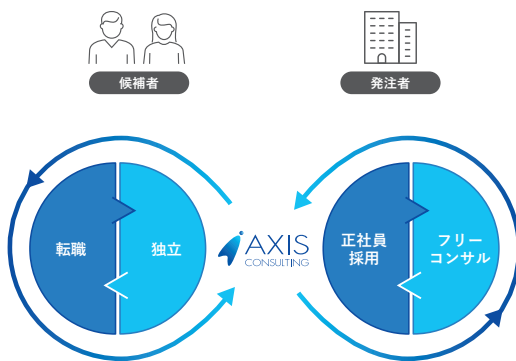 候補者
発注者
転職
独立
AXIS
CONSULTING
正社員
採用
フリー
コンサル